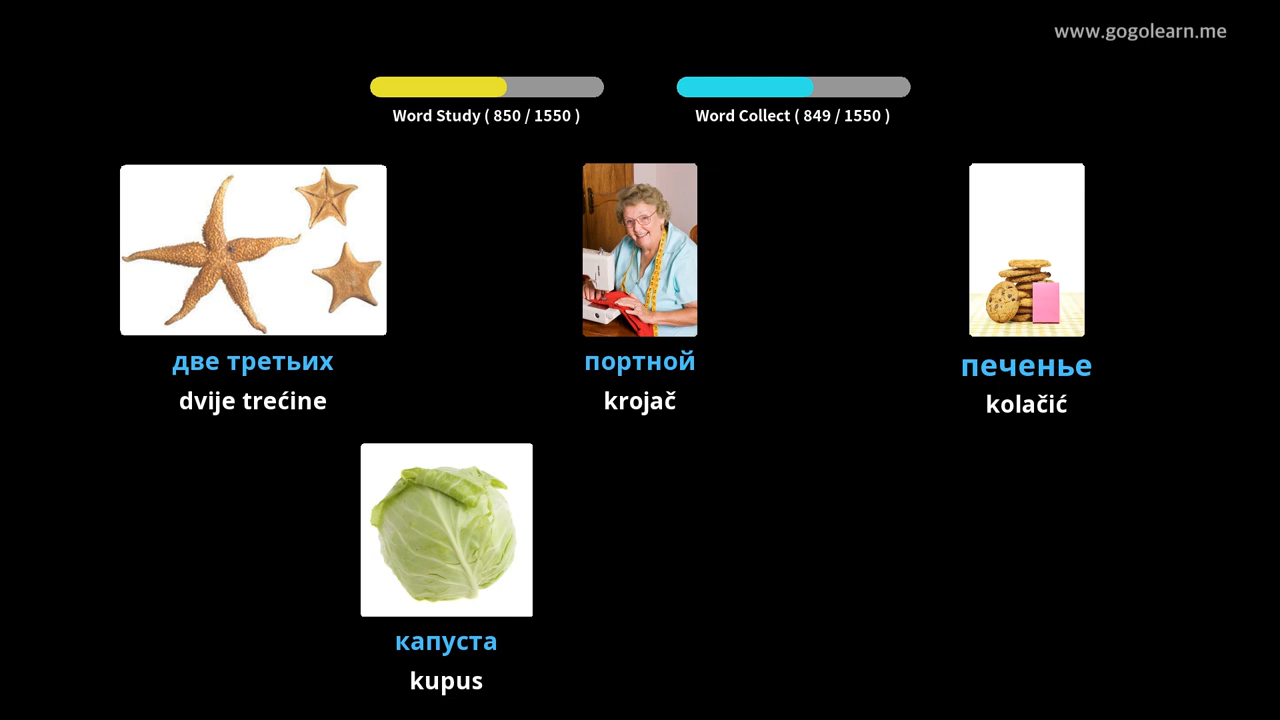 www.gogolearn.me
Word Study ( 850 / 1550 )
Word Collect ( 849 / 1550 )
две третьих
dvije trećine
портной
krojač
печенье
kolačić
капуста
kupus